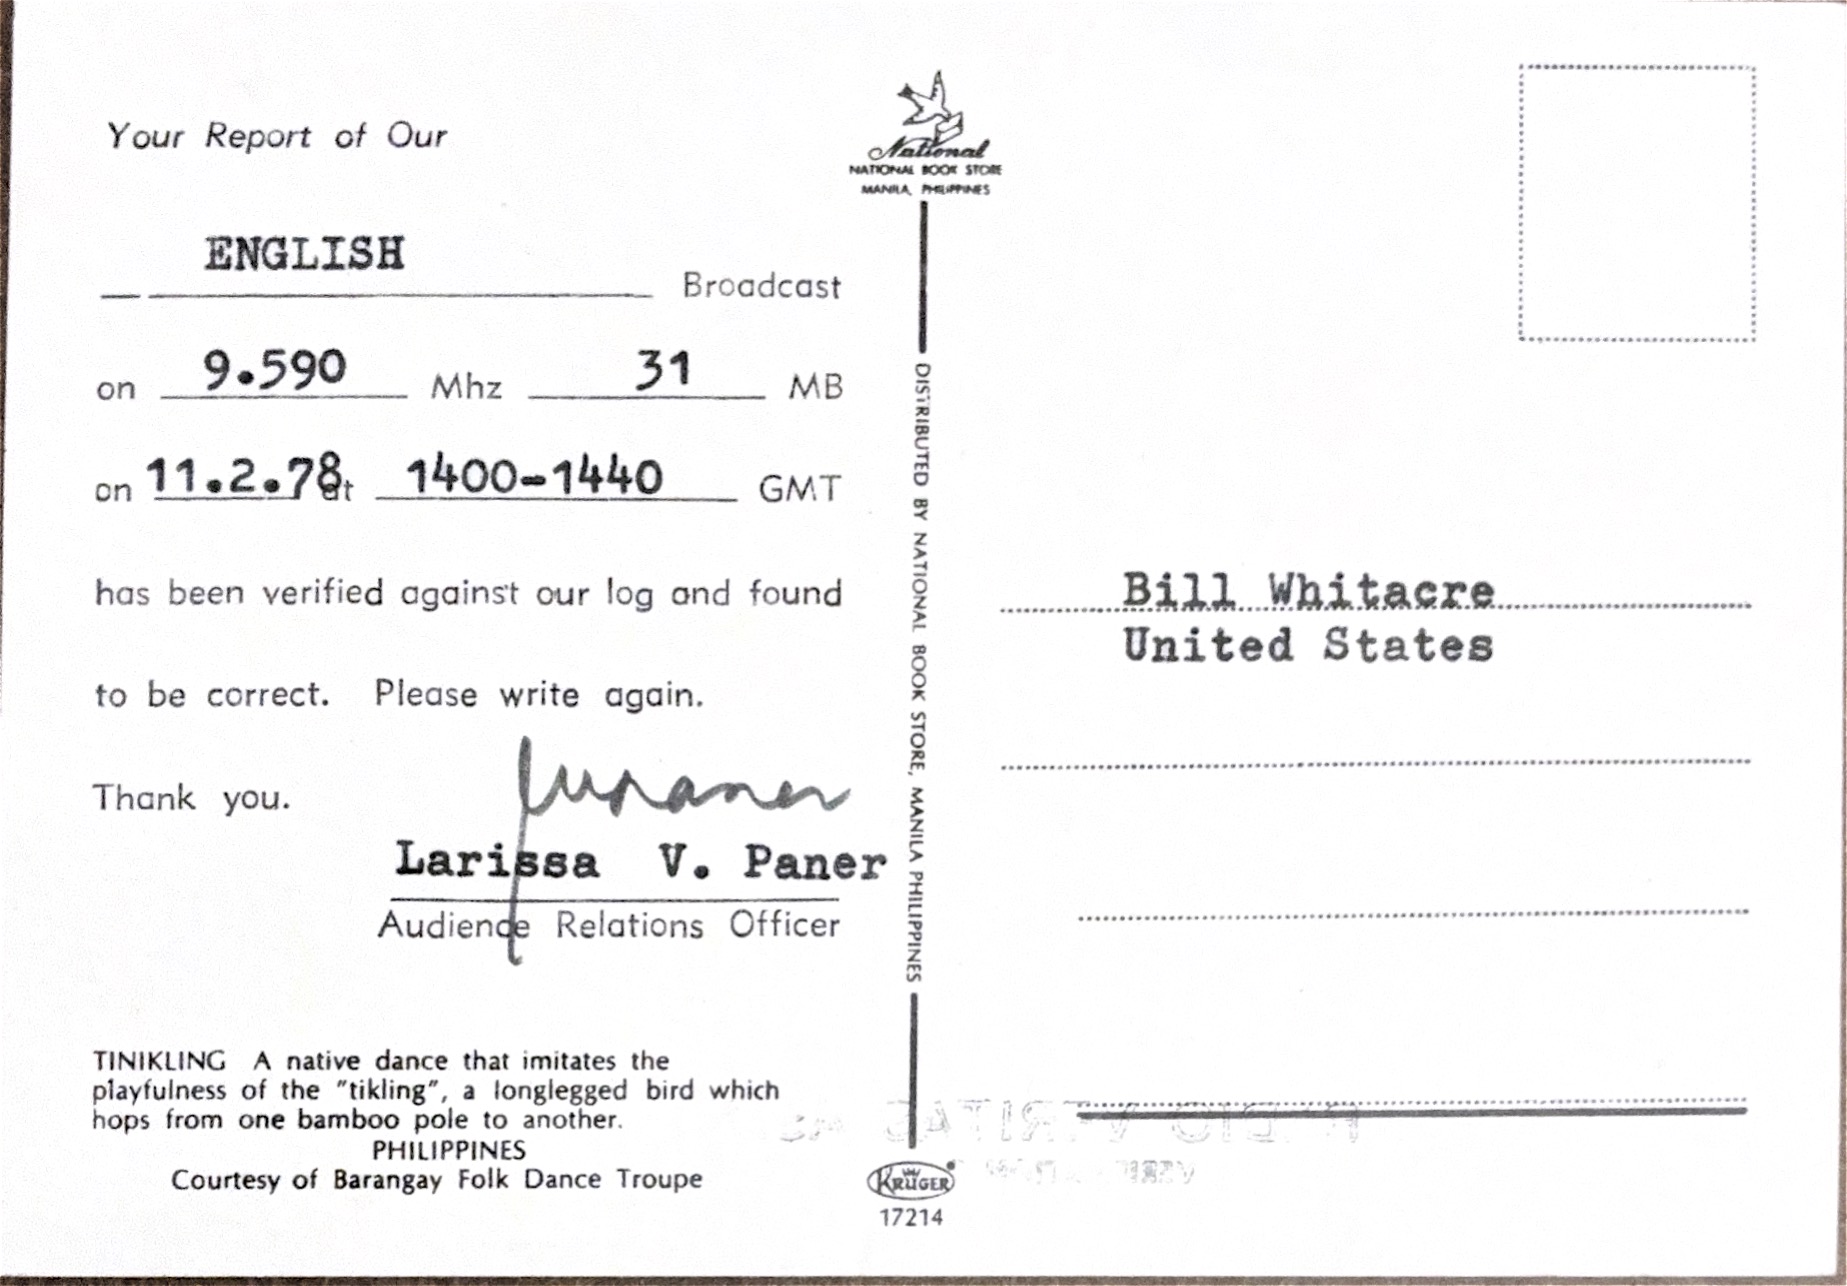 Your Report of Our
ENGLISH Broadcast
on 9.590 Mhz 31 MB
on 11.2.78 at 1400-1440 GMT
has been verified against our log and found
to be correct. Please write again.
Thank you.
Larissa V. Paner
Audience Relations Officer
TINIKLING A native dance that imitates the
playfulness of the "tikling", a longlegged bird which
hops from one bamboo pole to another.
PHILIPPINES
Courtesy of Barangay Folk Dance Troupe
National
NATIONAL BOOK STORE
MANILA, PHILIPPINES
DISTRIBUTED BY NATIONAL BOOK STORE, MANILA PHILIPPINES
KRÜGER
17214
Bill Whitacre
United States